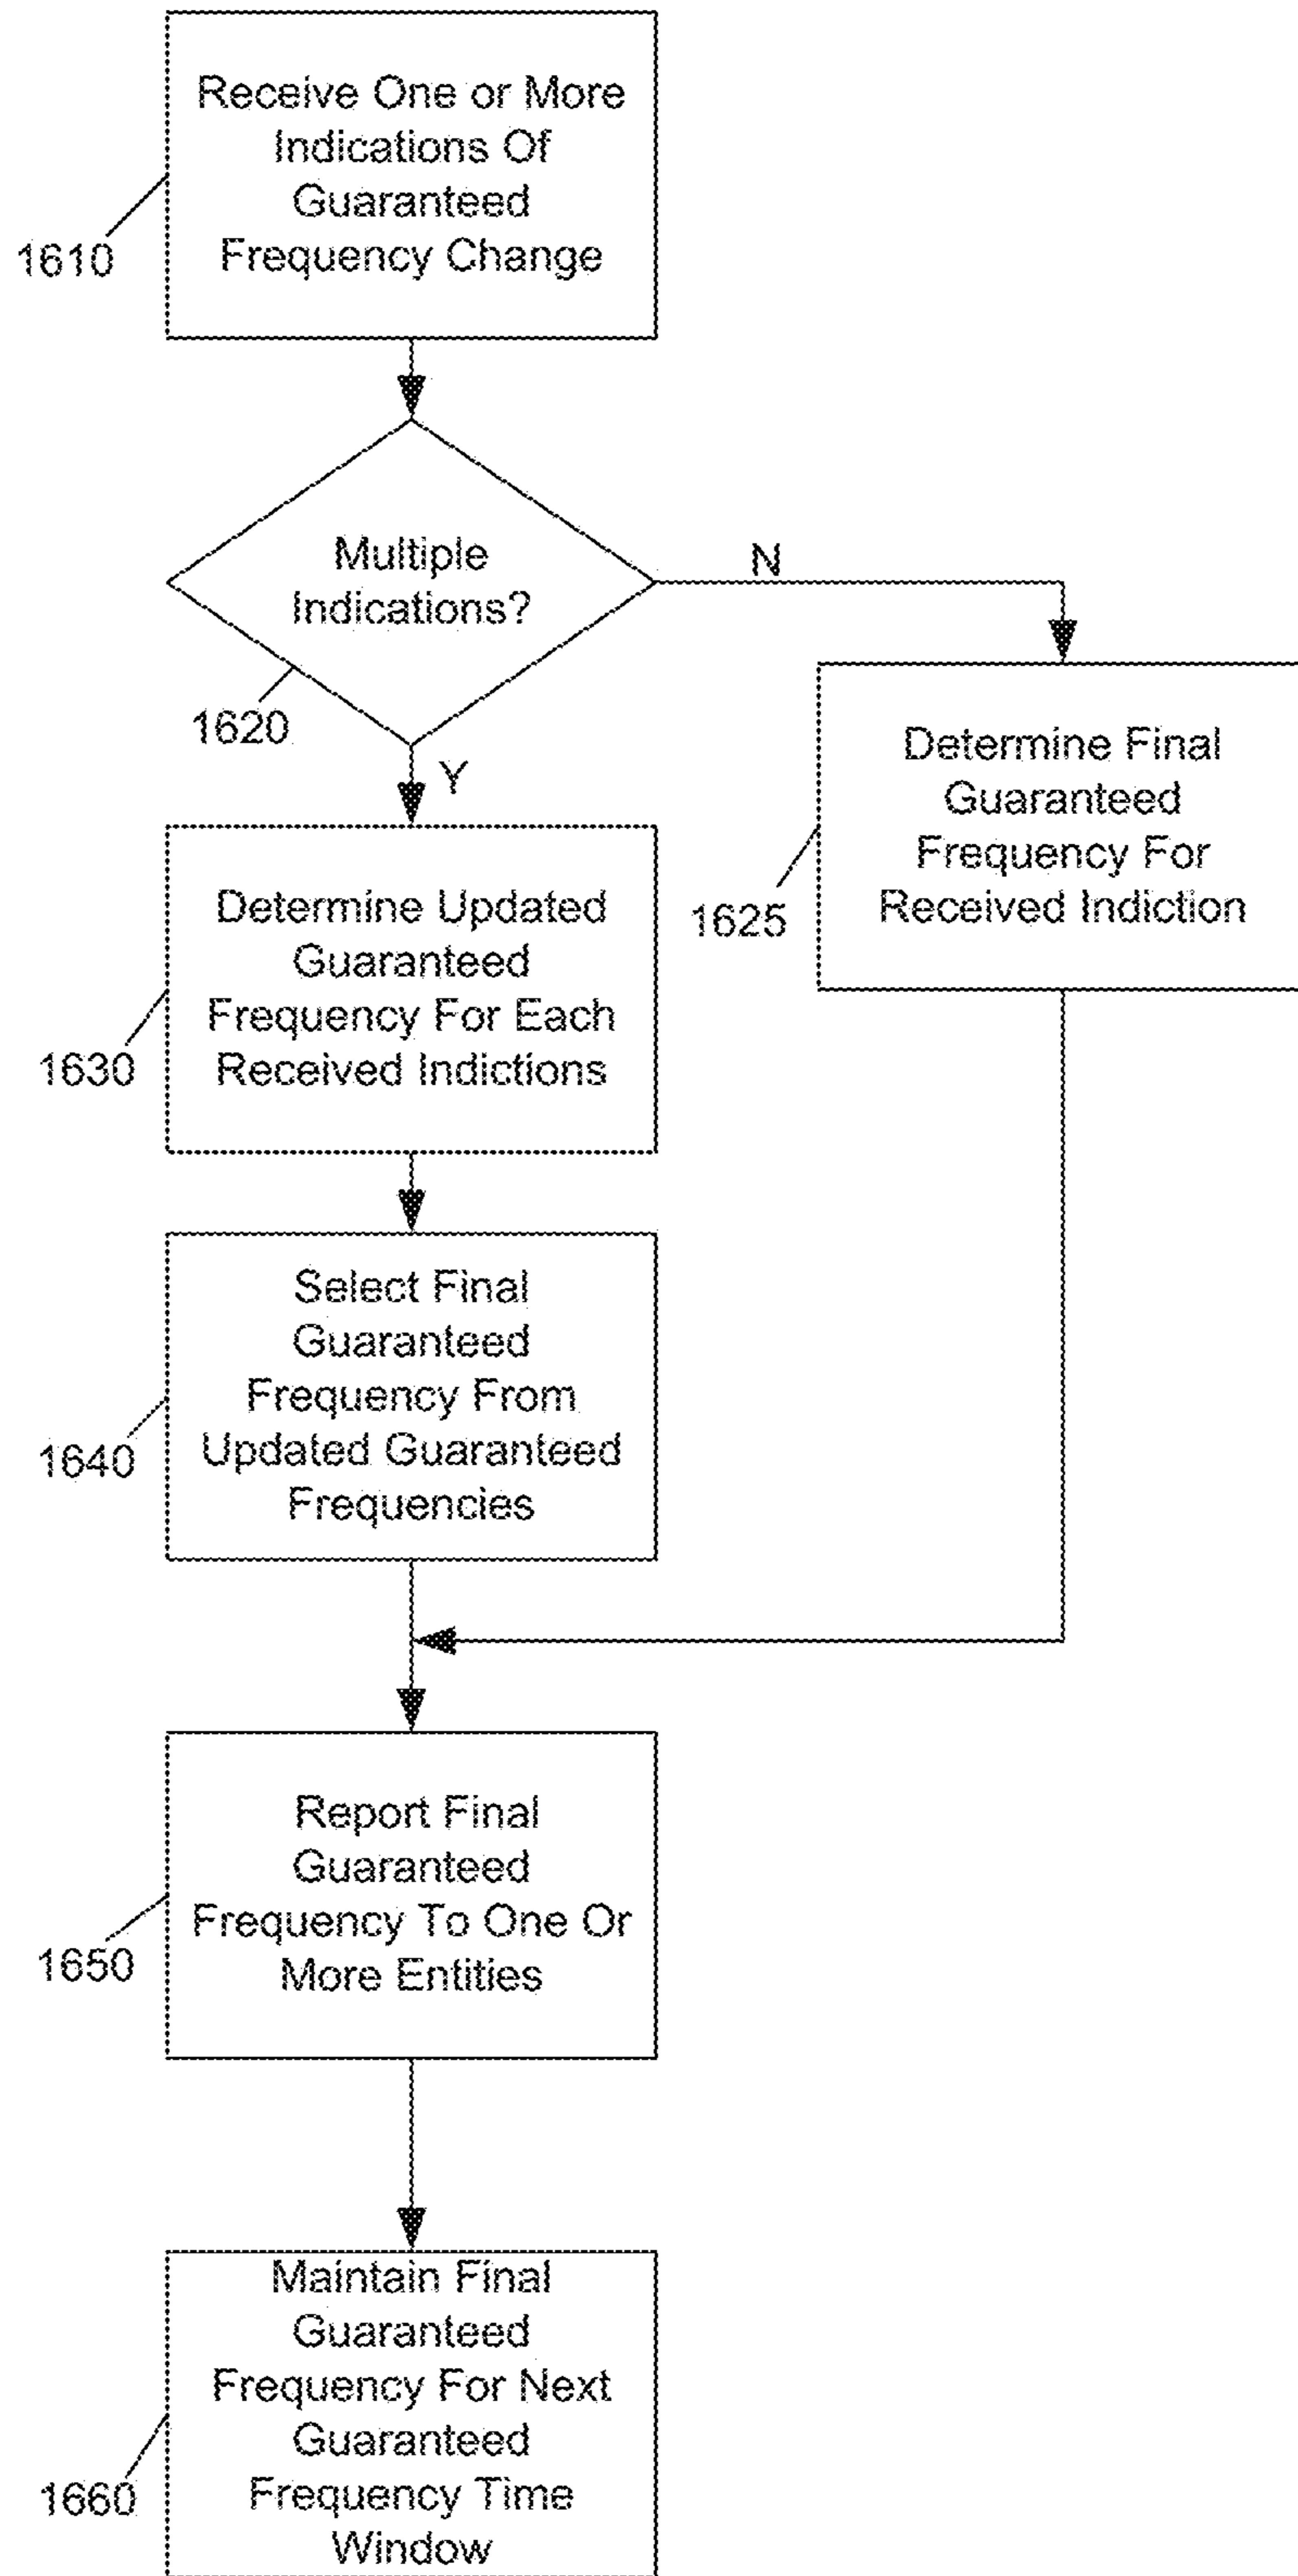 Receive One or More
Indications Of
Guaranteed
Frequency Change
1610
Multiple
Indications?
N
1620
Y
Determine Final
Guaranteed
Frequency For
Received Indiction
1625
Determine Updated
Guaranteed
Frequency For Each
Received Indictions
1630
Select Final
Guaranteed
Frequency From
Updated Guaranteed
Frequencies
1640
Report Final
Guaranteed
Frequency To One Or
More Entities
1650
Maintain Final
Guaranteed
Frequency For Next
Guaranteed
Frequency Time
Window
1660